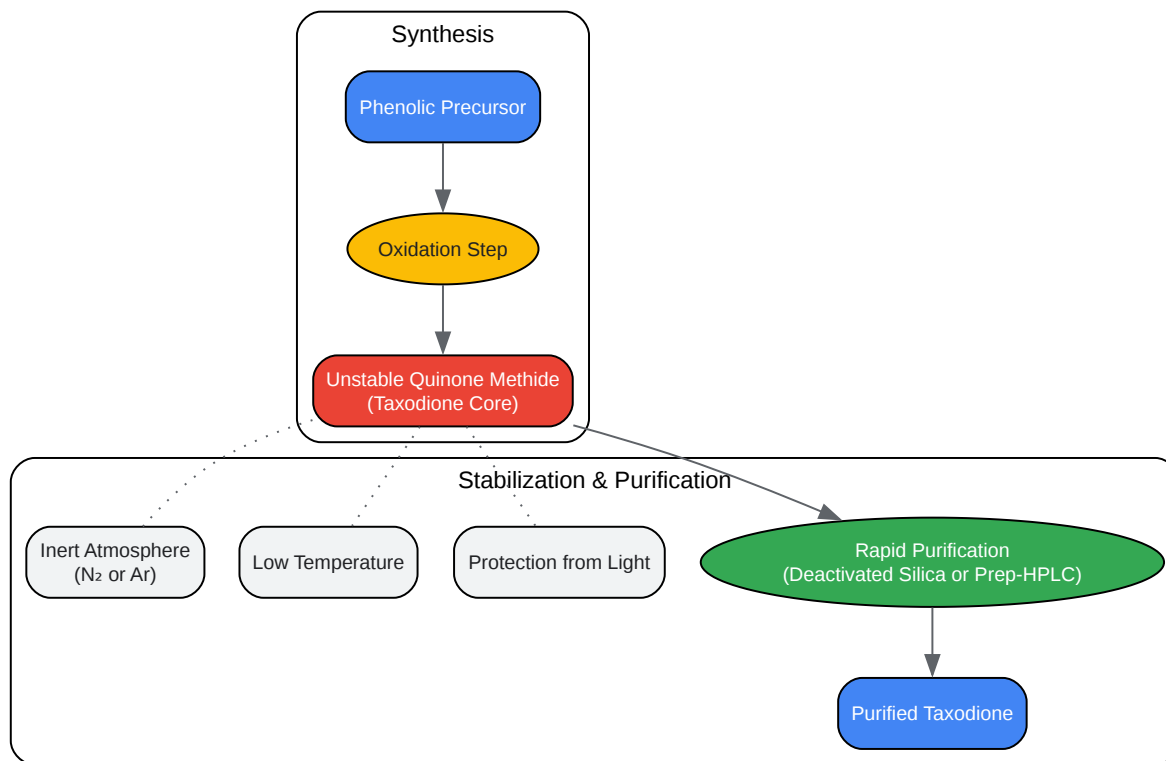 Synthesis
Phenolic Precursor
Oxidation Step
Unstable Quinone Methide
(Taxodione Core)
Stabilization & Purification
Inert Atmosphere
(N₂ or Ar)
Low Temperature
Protection from Light
Rapid Purification
(Deactivated Silica or Prep-HPLC)
Purified Taxodione